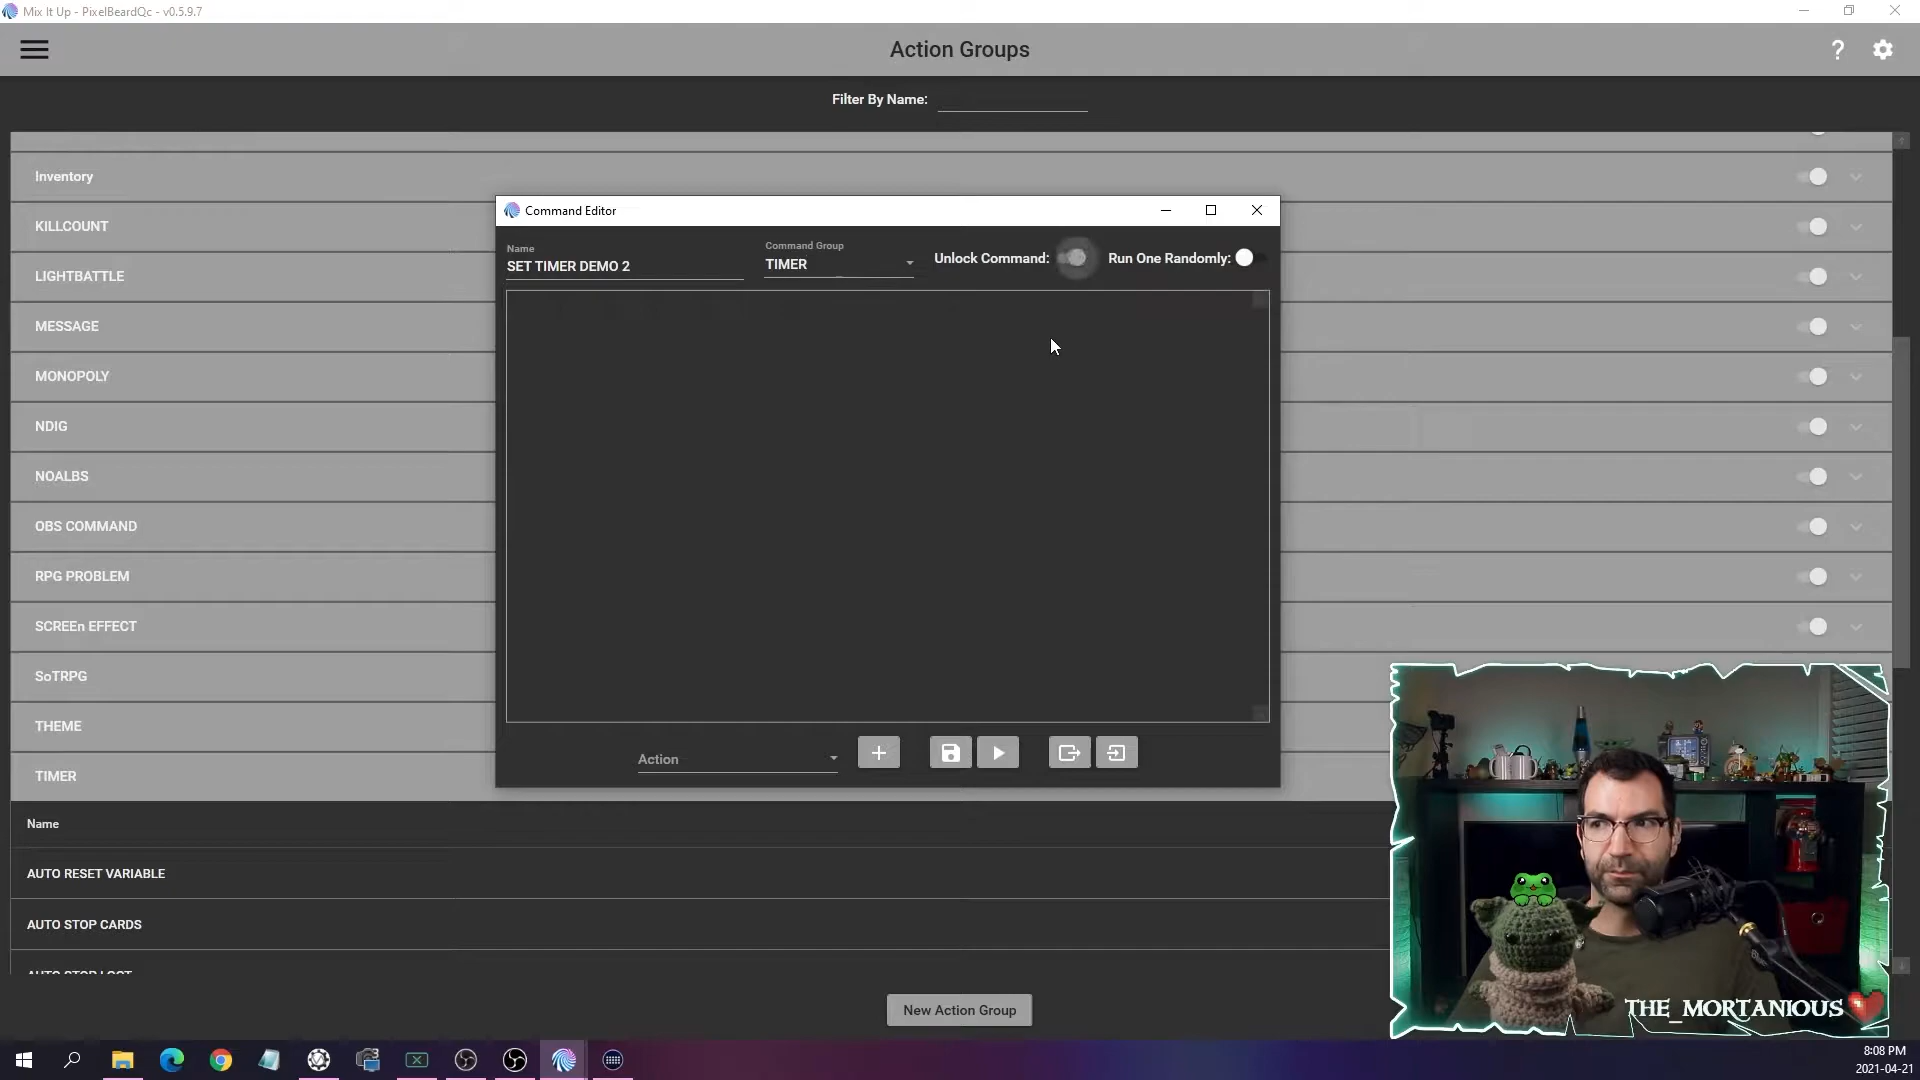 Mix It Up - PixelBeardQc - v0.5.9.7
Action Groups
?
Filter By Name:
Inventory
KILLCOUNT
LIGHTBATTLE
MESSAGE
MONOPOLY
NDIG
NOALBS
OBS COMMAND
RPG PROBLEM
SCREEn EFFECT
SoTRPG
THEME
TIMER
Name
AUTO RESET VARIABLE
AUTO STOP CARDS
AUTO STOP LOOT
New Action Group
Command Editor
Name
SET TIMER DEMO 2
Command Group
TIMER
Unlock Command:
Run One Randomly:
Action
THE_MORTANIOUS
8:08 PM
2021-04-21